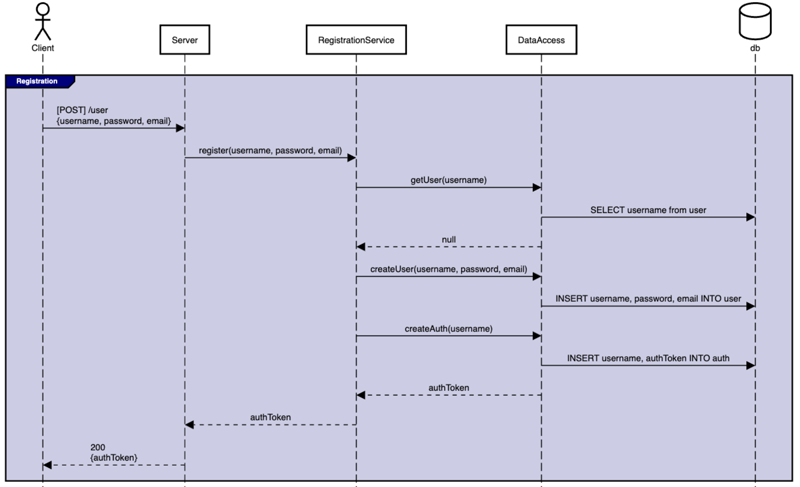 Client
Server
RegistrationService
DataAccess
db
Registration
[POST] /user
{username, password, email}
register(username, password, email)
getUser(username)
SELECT username from user
null
createUser(username, password, email)
INSERT username, password, email INTO user
createAuth(username)
INSERT username, authToken INTO auth
authToken
authToken
200
{authToken}